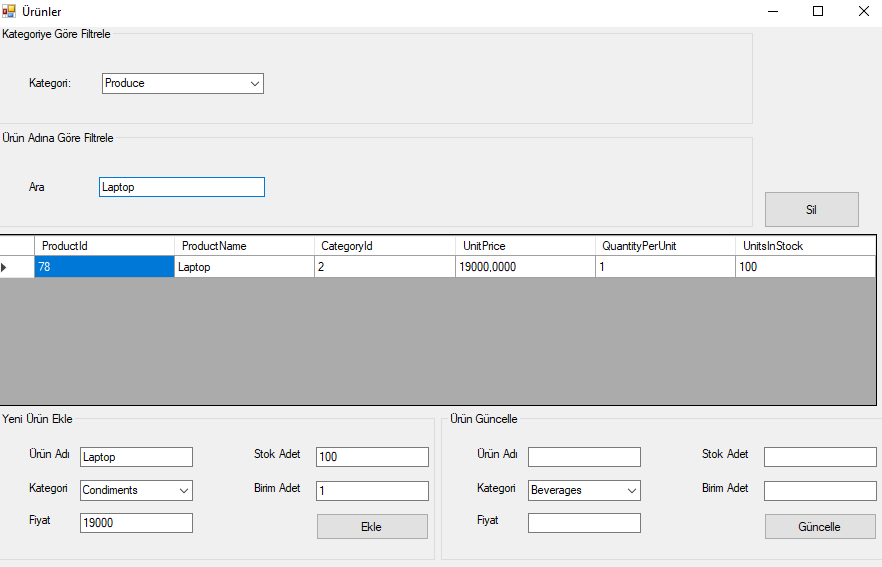 Ürünler
Kategoriye Göre Filtrele
Kategori: Produce
Ürün Adına Göre Filtrele
Ara Laptop
Sil
ProductId ProductName CategoryId UnitPrice QuantityPerUnit UnitsInStock
78 Laptop 2 19000,0000 1 100
Yeni Ürün Ekle
Ürün Adı Laptop Stok Adet 100
Kategori Condiments Birim Adet 1
Fiyat 19000 Ekle
Ürün Güncelle
Ürün Adı Stok Adet
Kategori Beverages Birim Adet
Fiyat Güncelle